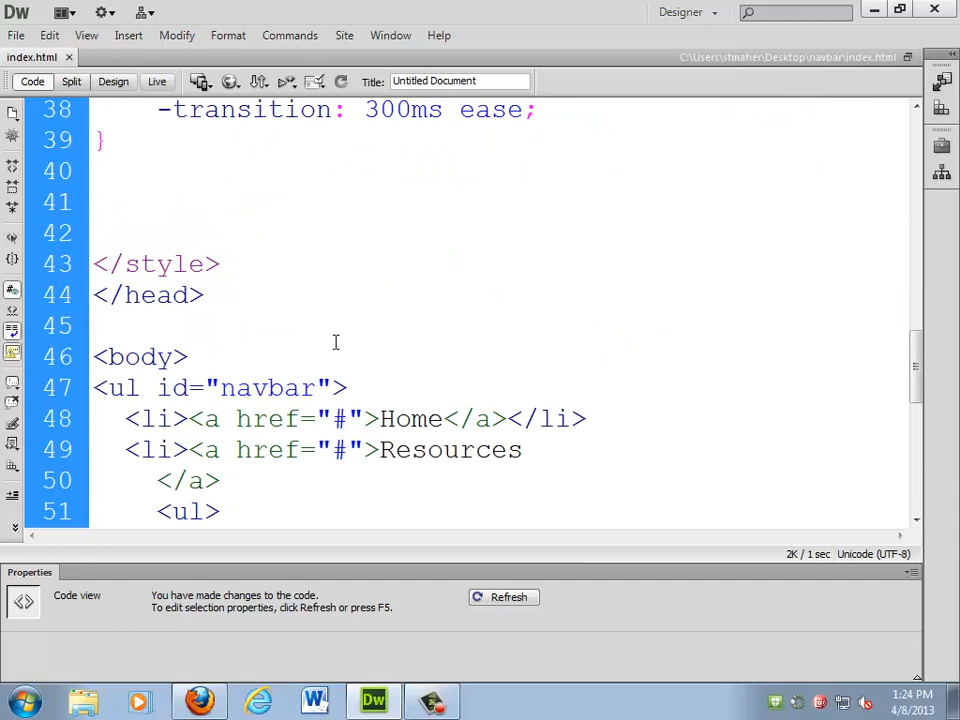 Dw
Designer
File Edit View Insert Modify Format Commands Site Window Help
index.html
C:\Users\stmaher\Desktop\navbar\index.html
Code Split Design Live Title: Untitled Document
38 -transition: 300ms ease;
39 }
40
41
42
43 </style>
44 </head>
45
46 <body>
47 <ul id="navbar">
48 <li><a href="#">Home</a></li>
49 <li><a href="#">Resources
50 </a>
51 <ul>
2K / 1 sec Unicode (UTF-8)
Properties
Code view You have made changes to the code. Refresh
To edit selection properties, click Refresh or press F5.
W Dw
1:24 PM
4/8/2013